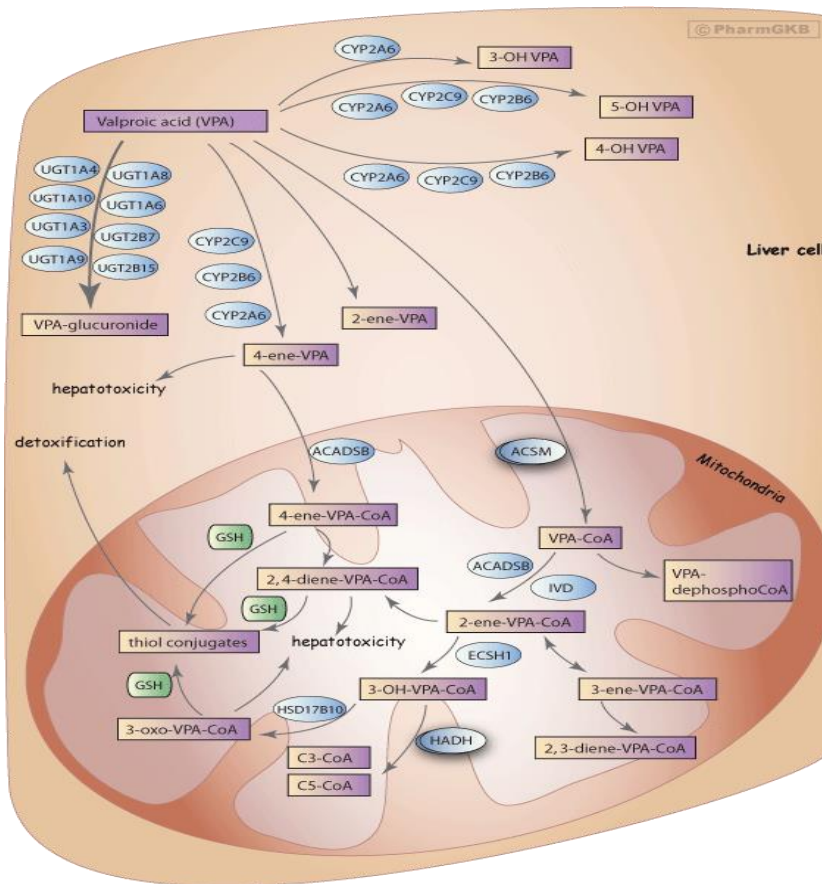 © PharmGKB
CYP2A6
3-OH VPA
CYP2A6
CYP2C9
CYP2B6
5-OH VPA
Valproic acid (VPA)
4-OH VPA
CYP2A6
CYP2C9
CYP2B6
UGT1A4
UGT1A8
UGT1A10
UGT1A6
UGT1A3
UGT2B7
UGT1A9
UGT2B15
CYP2C9
CYP2B6
CYP2A6
Liver cell
VPA-glucuronide
2-ene-VPA
4-ene-VPA
hepatotoxicity
detoxification
ACADSB
ACSM
Mitochondria
4-ene-VPA-CoA
GSH
VPA-CoA
2,4-diene-VPA-CoA
ACADSB
IVD
VPA-
dephosphoCoA
GSH
2-ene-VPA-CoA
thiol conjugates
hepatotoxicity
ECSH1
GSH
3-OH-VPA-CoA
3-ene-VPA-CoA
HSD17B10
3-oxo-VPA-CoA
HADH
2,3-diene-VPA-CoA
C3-CoA
C5-CoA